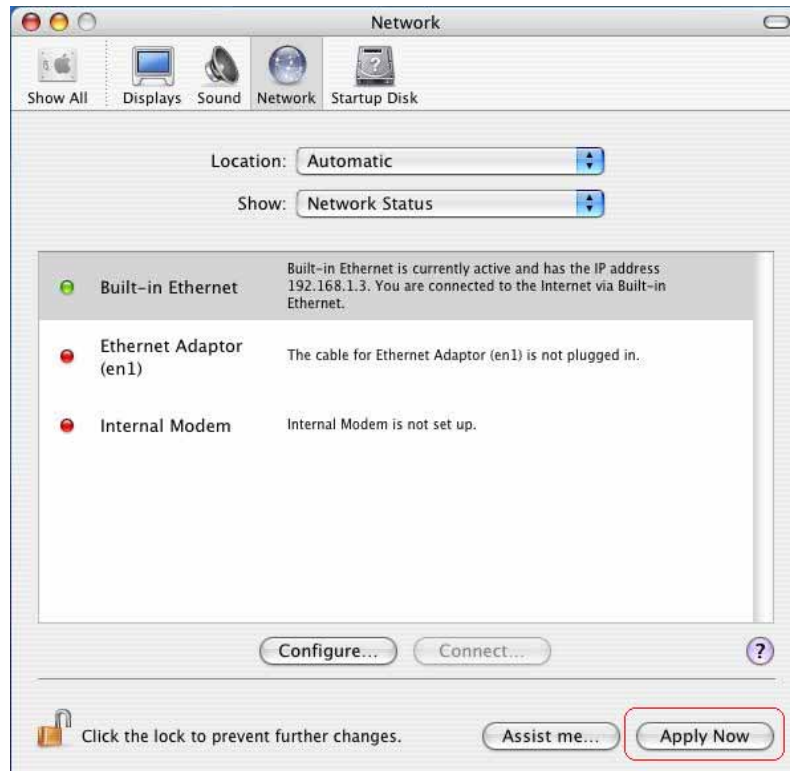 Network
Show All
Displays
Sound
Network
Startup Disk
Location: Automatic
Show: Network Status
Built-in Ethernet
Built-in Ethernet is currently active and has the IP address
192.168.1.3. You are connected to the Internet via Built-in
Ethernet.
Ethernet Adaptor
(en1)
The cable for Ethernet Adaptor (en1) is not plugged in.
Internal Modem
Internal Modem is not set up.
Configure...
Connect...
?
Click the lock to prevent further changes.
Assist me...
Apply Now